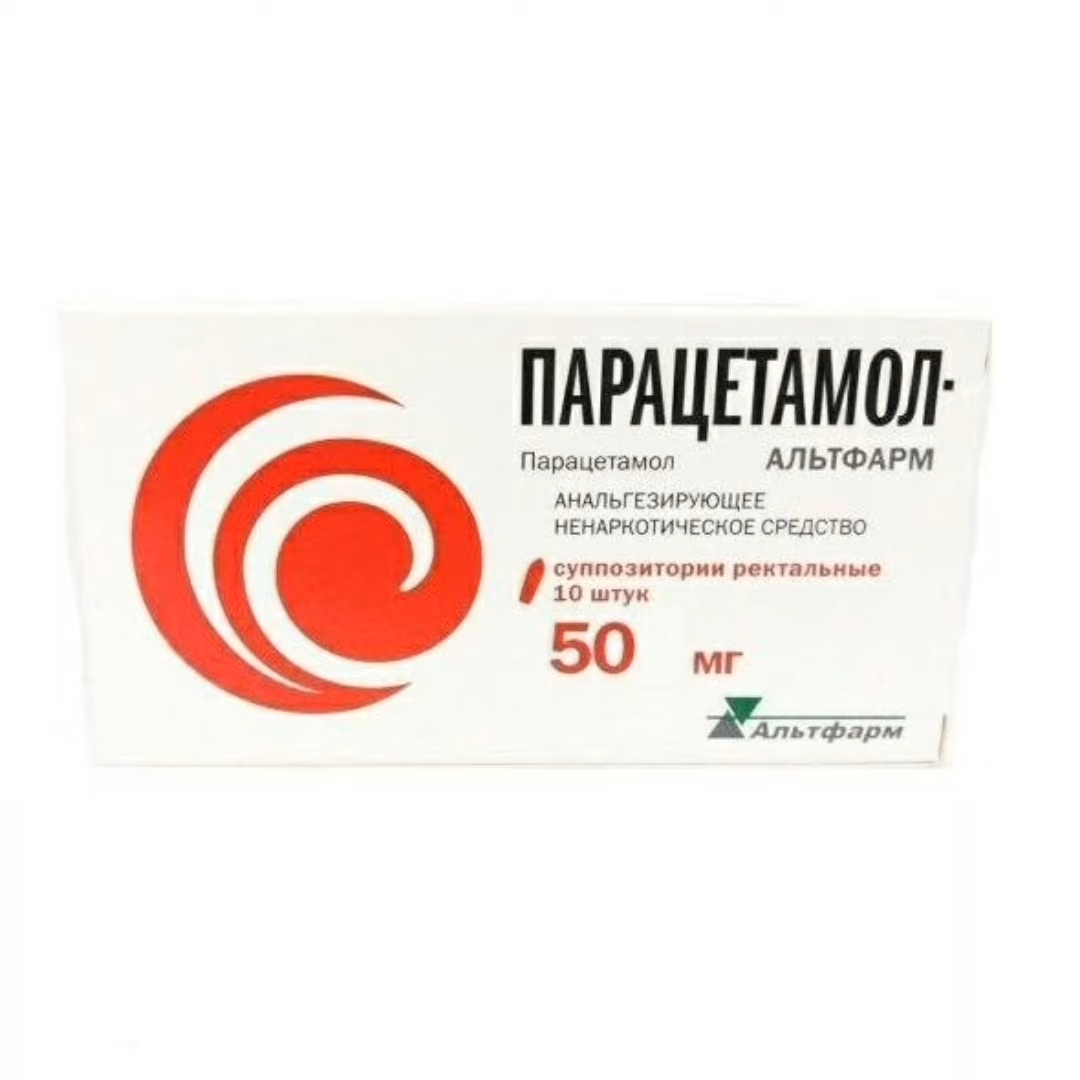 ПАРАЦЕТАМОЛ-
Парацетамол АЛЬТФАРМ
АНАЛЬГЕЗИРУЮЩЕЕ
НЕНАРКОТИЧЕСКОЕ СРЕДСТВО
суппозитории ректальные
10 штук
50 мг
Альтфарм